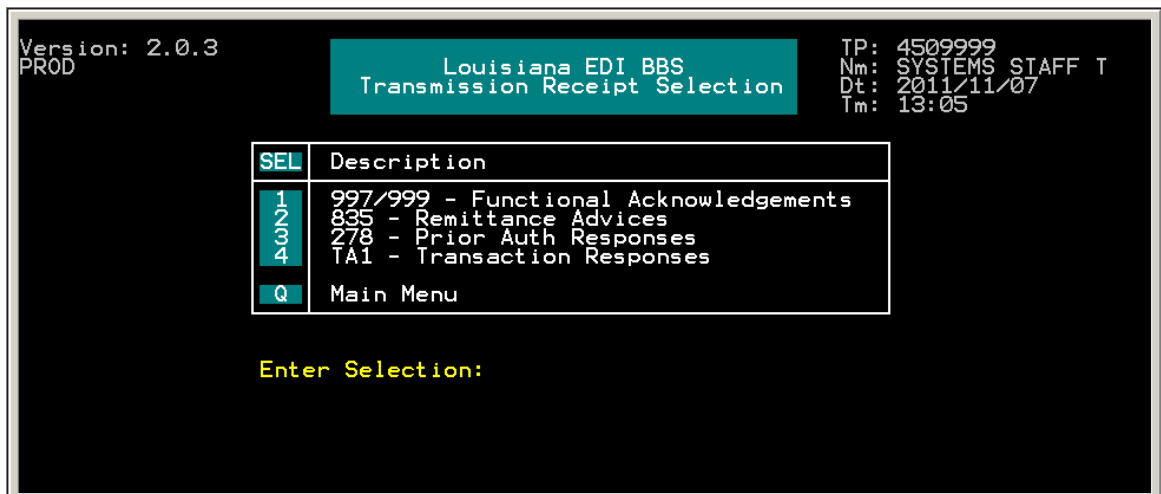 Version: 2.0.3
PROD
Louisiana EDI BBS
Transmission Receipt Selection
TP: 4509999
Nm: SYSTEMS STAFF T
Dt: 2011/11/07
Tm: 13:05
SEL Description
1 997/999 - Functional Acknowledgements
2 835 - Remittance Advices
3 278 - Prior Auth Responses
4 TA1 - Transaction Responses
Q Main Menu
Enter Selection: